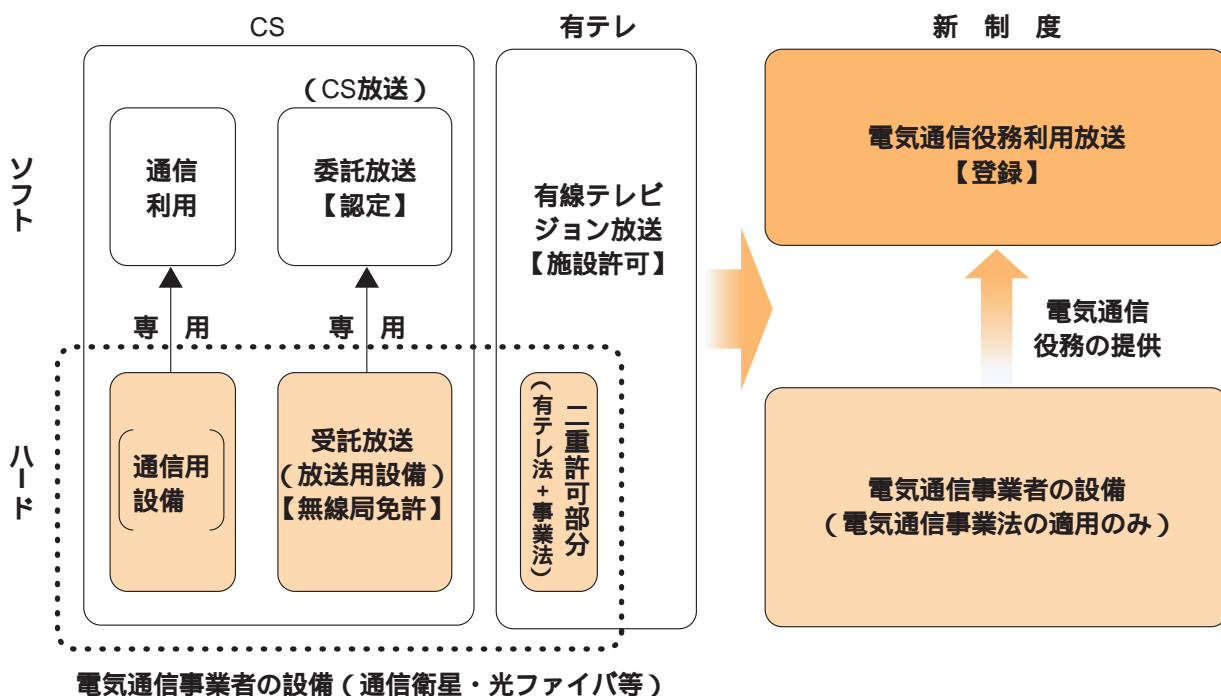 CS
有テレ
新 制 度
ソフト
ハード
(CS放送)
通信
利用
委託放送
【認定】
有線テレビ
ジョン放送
【施設許可】
専 用
専 用
通信用
設備
受託放送
(放送用設備)
【無線局免許】
二重許可部分
(有テレ法+事業法)
電気通信事業者の設備(通信衛星・光ファイバ等)
電気通信役務利用放送
【登録】
電気通信
役務の提供
電気通信事業者の設備
(電気通信事業法の適用のみ)